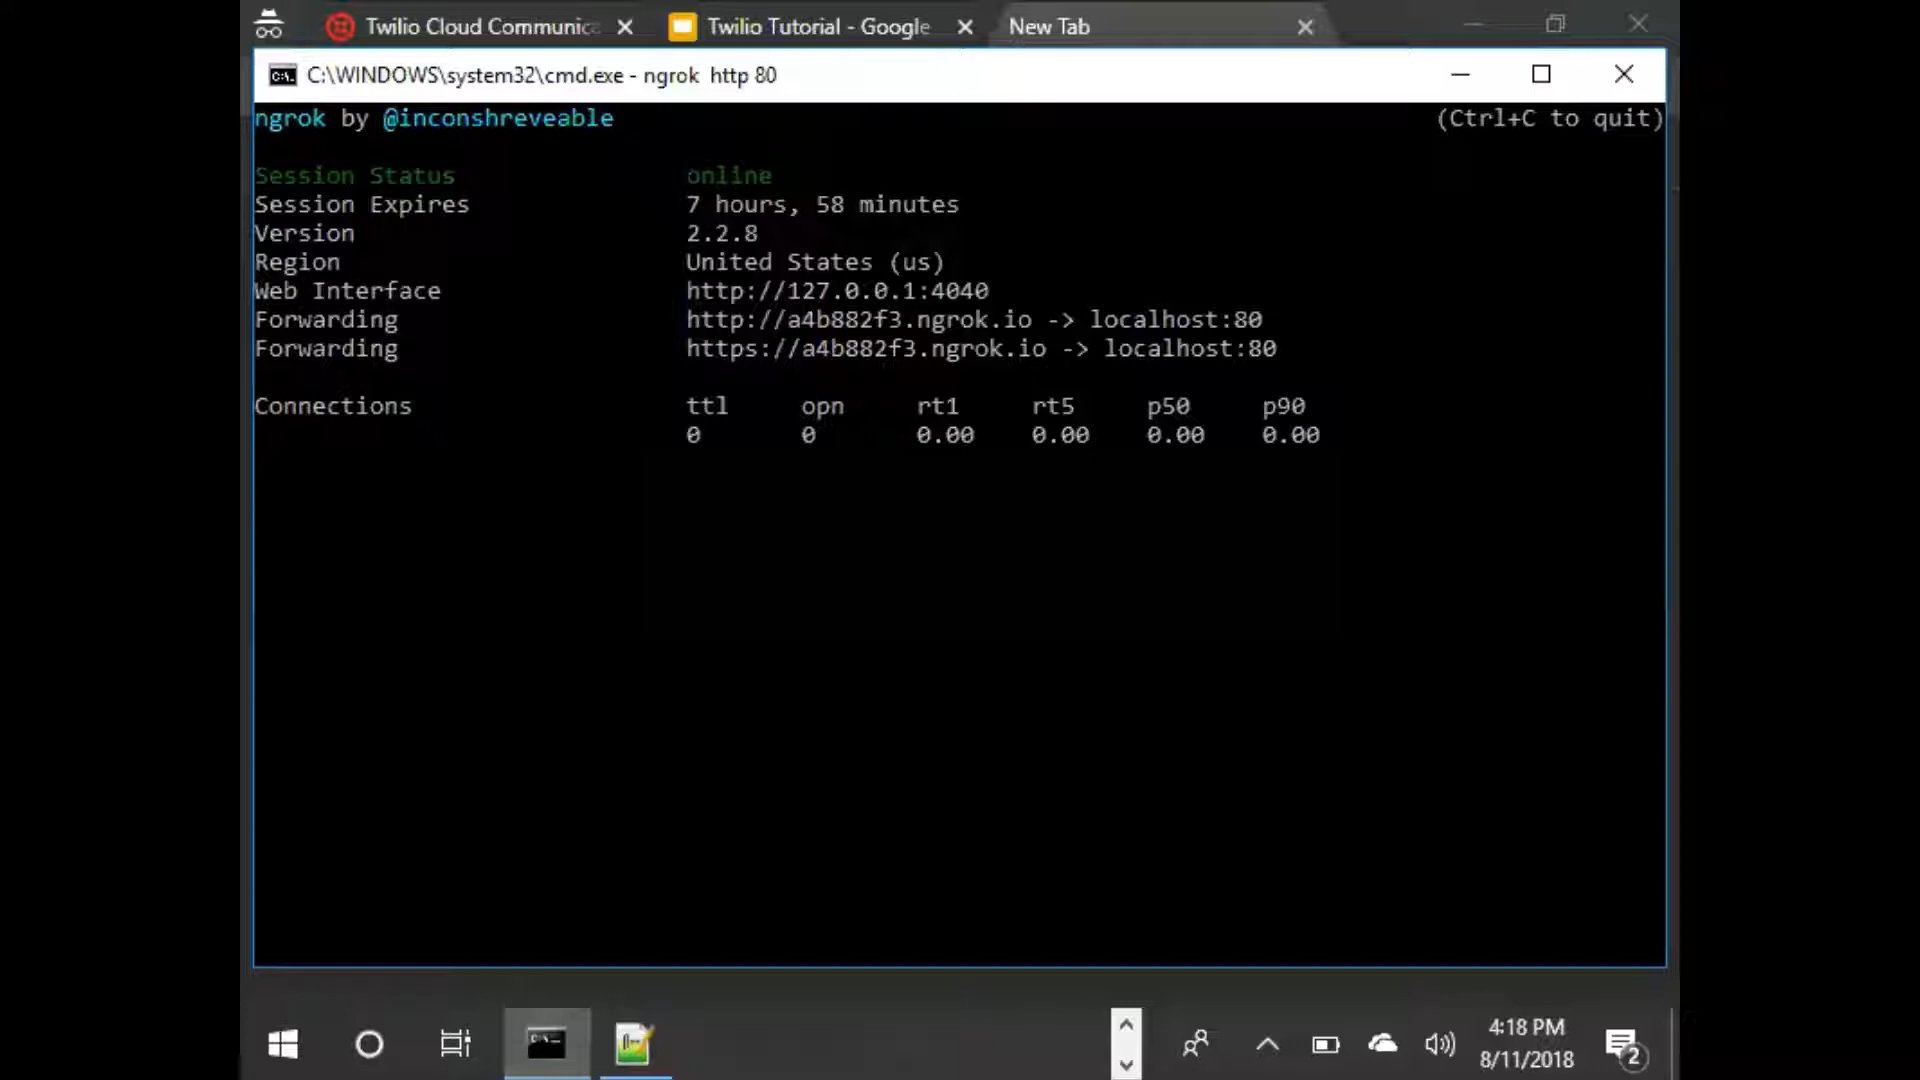 Twilio Cloud Communic
Twilio Tutorial - Google
New Tab
C:\WINDOWS\system32\cmd.exe - ngrok http 80
ngrok by @inconshreveable (Ctrl+C to quit)
Session Status online
Session Expires 7 hours, 58 minutes
Version 2.2.8
Region United States (us)
Web Interface http://127.0.0.1:4040
Forwarding http://a4b882f3.ngrok.io -> localhost:80
Forwarding https://a4b882f3.ngrok.io -> localhost:80
Connections ttl opn rt1 rt5 p50 p90
0 0 0.00 0.00 0.00 0.00
4:18 PM
8/11/2018
2